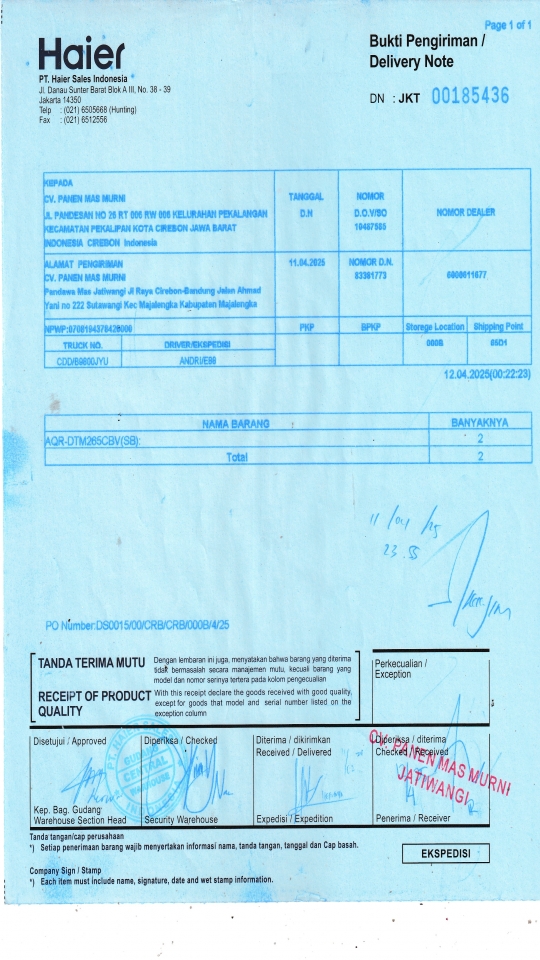 Page 1 of 1
Haier
Bukti Pengiriman /
Delivery Note
PT. Haier Sales Indonesia
Jl. Danau Sunter Barat Blok A III, No. 38 - 39
Jakarta 14350
Telp : (021) 6505668 (Hunting)
Fax : (021) 6512556
DN : JKT 00185436
KEPADA
CV. PANEN MAS MURNI
JL PANDESAN NO 26 RT 006 RW 006 KELURAHAN PEKALANGAN
KECAMATAN PEKALIPAN KOTA CIREBON JAWA BARAT
INDONESIA CIREBON Indonesia
TANGGAL
D.N
NOMOR
D.O.V/SO
10487565
NOMOR DEALER
ALAMAT PENGIRIMAN
CV. PANEN MAS MURNI
Pandawa Mas Jatiwangi Jl Raya Cirebon-Bandung Jalan Ahmad
Yani no 222 Sutawangi Kec Majalengka Kabupaten Majalengka
11.04.2025
NOMOR D.N.
83381773
6000011677
NPWP:0708194378426000
PKP
BPKP
Storege Location
Shipping Point
TRUCK NO.
DRIVER/EKSPEDISI
000B
05D1
CDD/B9600JYU
ANDRI/E98
12.04.2025(00:22:23)
NAMA BARANG
BANYAKNYA
AQR-DTM265CBV(SB):
2
Total
2
11/04/25
23.55
PO Number:DS0015/00/CRB/CRB/000B/4/25
TANDA TERIMA MUTU
Dengan lembaran ini juga, menyatakan bahwa barang yang diterima
tidak bermasalah secara manajemen mutu, kecuali barang yang
model dan nomor serinya tertera pada kolom pengecualian
RECEIPT OF PRODUCT
QUALITY
With this receipt declare the goods received with good quality,
except for goods that model and serial number listed on the
exception column
Perkecualian /
Exception
Disetujui / Approved
Diperiksa / Checked
Diterima / dikirimkan
Received / Delivered
Diperiksa / diterima
Checked / Received
GUDANG
CENTRAL
WAREHOUSE
CV. PANEN MAS MURNI
JATIWANGI
Kep. Bag. Gudang
Warehouse Section Head
Security Warehouse
Expedisi / Expedition
Penerima / Receiver
Tanda tangan/cap perusahaan
*) Setiap penerimaan barang wajib menyertakan informasi nama, tanda tangan, tanggal dan Cap basah.
EKSPEDISI
Company Sign / Stamp
*) Each item must include name, signature, date and wet stamp information.